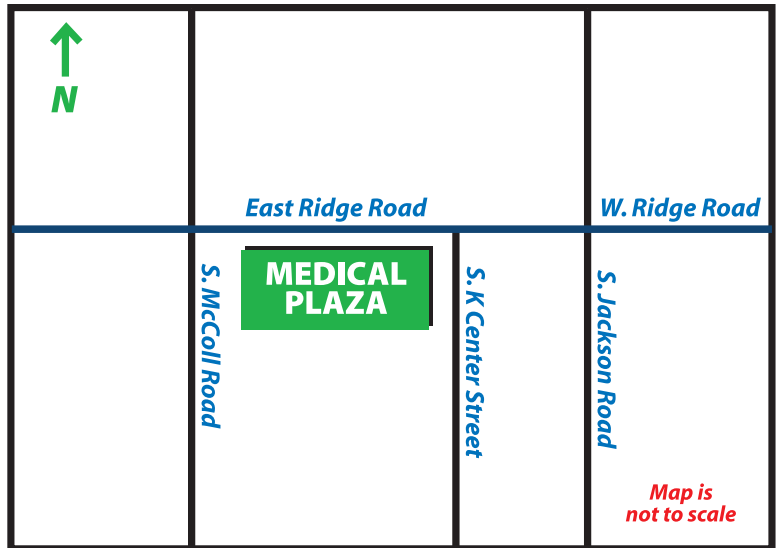 N
East Ridge Road
W. Ridge Road
MEDICAL
PLAZA
S. McColl Road
S. K Center Street
S. Jackson Road
Map is
not to scale